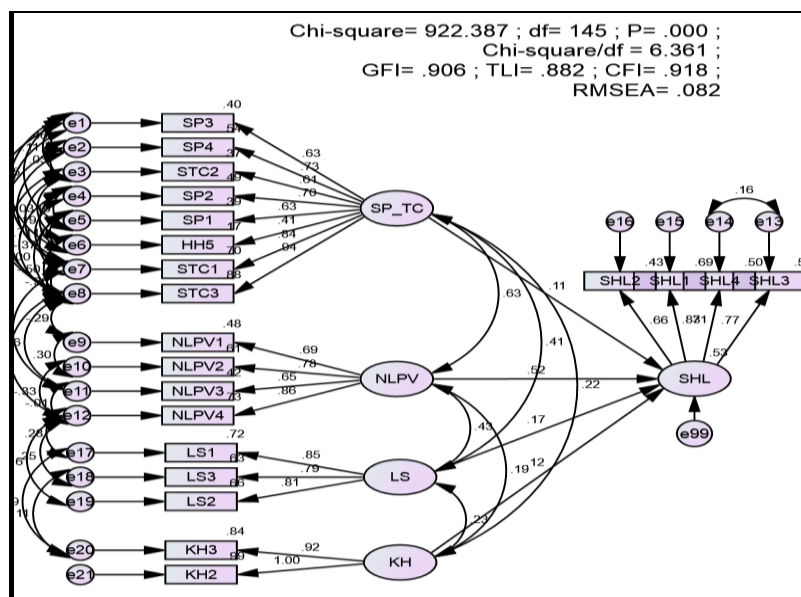 Chi-square= 922.387 ; df= 145 ; P= .000 ;
Chi-square/df = 6.361 ;
GFI= .906 ; TLI= .882 ; CFI= .918 ;
RMSEA= .082
.40
e1 SP3
e2 SP4
.37
e3 STC2
.49
e4 SP2
.39
e5 SP1
.17
e6 HH5
.70
e7 STC1
.88
e8 STC3
.63
.73
.61
.70
.63
.41
.84
.94
SP_TC
.48
e9 NLPV1
.61
e10 NLPV2
.42
e11 NLPV3
.73
e12 NLPV4
.69
.78
.65
.86
NLPV
.72
e17 LS1
.63
e18 LS3
.66
e19 LS2
.85
.79
.81
LS
.84
e20 KH3
.99
e21 KH2
.92
1.00
KH
.29
.30
-.01
.63
.41
.22
.43
.19
.23
.11
.52
.17
.12
.16
e16 e15 e14 e13
.43 .69 .50
SHL2 SHL1 SHL4 SHL3
.66 .83 .77
.53
SHL
e99